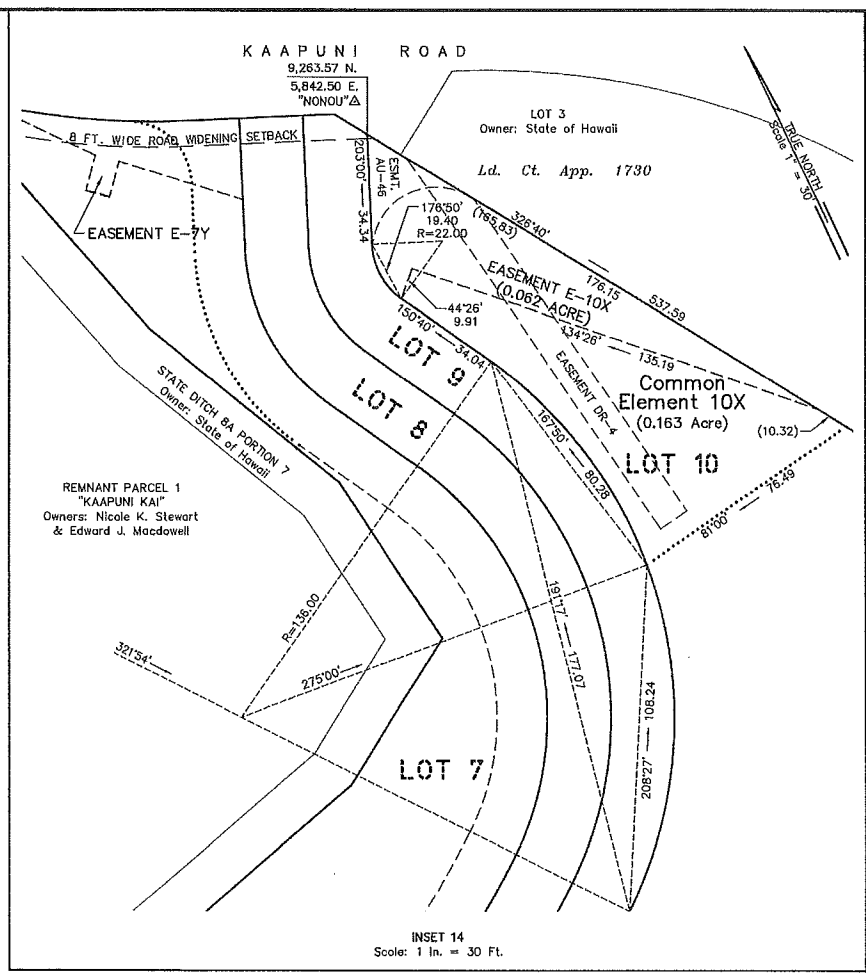 KAAPUNI ROAD
9,263.57 N.
5,842.50 E.
"NONOU"△
LOT 3
Owner: State of Hawaii
Ld. Ct. App. 1730
TRUE NORTH
Scale 1" = 30'
8 FT. WIDE ROAD WIDENING SETBACK
EASEMENT E-7Y
203°00' 34.34
ESMT.
AU-46
176°50'
19.40
R=22.00
(165.83)
326°40'
176.15
537.59
EASEMENT E-10X
(0.062 ACRE)
134°26' 135.19
44°26'
9.91
150°40' 34.04
LOT 9
LOT 8
EASEMENT DR-4
Common
Element 10X
(0.163 Acre)
(10.32)
LOT 10
167°50' 80.28
81°00' 76.49
STATE DITCH 8A PORTION 7
Owner: State of Hawaii
REMNANT PARCEL 1
"KAAPUNI KAI"
Owners: Nicole K. Stewart
& Edward J. Macdowell
R=136.00
191°17' 177.07
321°54'
275°00'
208°27' 108.24
LOT 7
INSET 14
Scale: 1 In. = 30 Ft.